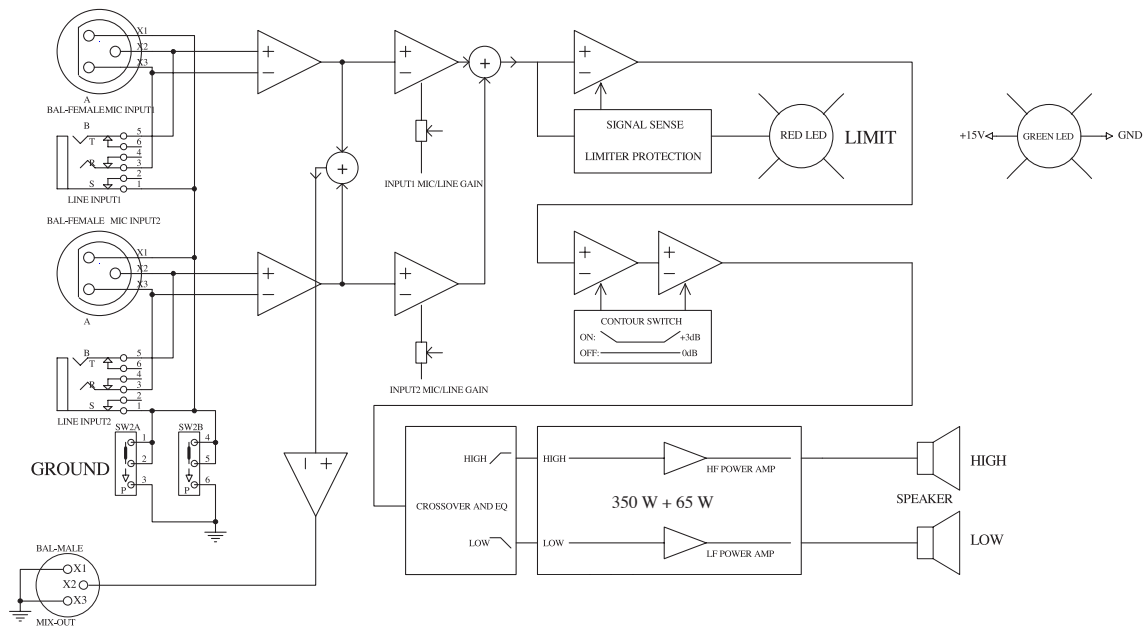 X1
X2
X3
A
BAL-FEMALE MIC INPUT1
B
T
R
S
5
6
4
3
2
1
LINE INPUT1
BAL-FEMALE MIC INPUT2
X1
X2
X3
A
B
T
R
S
5
6
4
3
2
1
LINE INPUT2
SW2A
SW2B
1
2
3
P
4
5
6
P
GROUND
BAL-MALE
X1
X2
X3
MIX-OUT
+
−
+
−
+
+
−
+
−
+
− +
INPUT1 MIC/LINE GAIN
INPUT2 MIC/LINE GAIN
+
−
SIGNAL SENSE
LIMITER PROTECTION
RED LED
LIMIT
+15V
GREEN LED
GND
+
−
+
−
CONTOUR SWITCH
ON: +3dB
OFF: 0dB
CROSSOVER AND EQ
HIGH
LOW
HIGH
LOW
HF POWER AMP
350 W + 65 W
LF POWER AMP
HIGH
SPEAKER
LOW